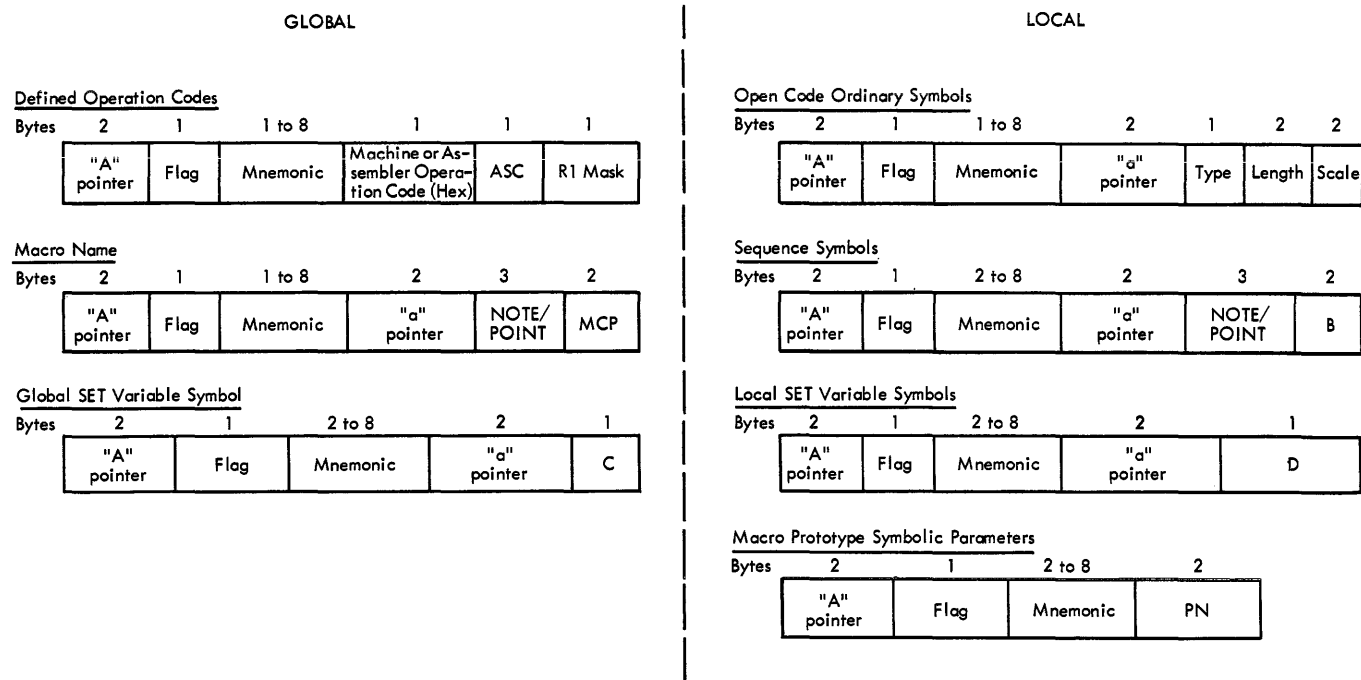 GLOBAL
Defined Operation Codes
Bytes 2 1 1 to 8 1 1 1
"A" pointer Flag Mnemonic Machine or As-sembler Opera-tion Code (Hex) ASC R1 Mask
Macro Name
Bytes 2 1 1 to 8 2 3 2
"A" pointer Flag Mnemonic "a" pointer NOTE/POINT MCP
Global SET Variable Symbol
Bytes 2 1 2 to 8 2 1
"A" pointer Flag Mnemonic "a" pointer C
LOCAL
Open Code Ordinary Symbols
Bytes 2 1 1 to 8 2 1 2 2
"A" pointer Flag Mnemonic "a" pointer Type Length Scale
Sequence Symbols
Bytes 2 1 2 to 8 2 3 2
"A" pointer Flag Mnemonic "a" pointer NOTE/POINT B
Local SET Variable Symbols
Bytes 2 1 2 to 8 2 1
"A" pointer Flag Mnemonic "a" pointer D
Macro Prototype Symbolic Parameters
Bytes 2 1 2 to 8 2
"A" pointer Flag Mnemonic PN